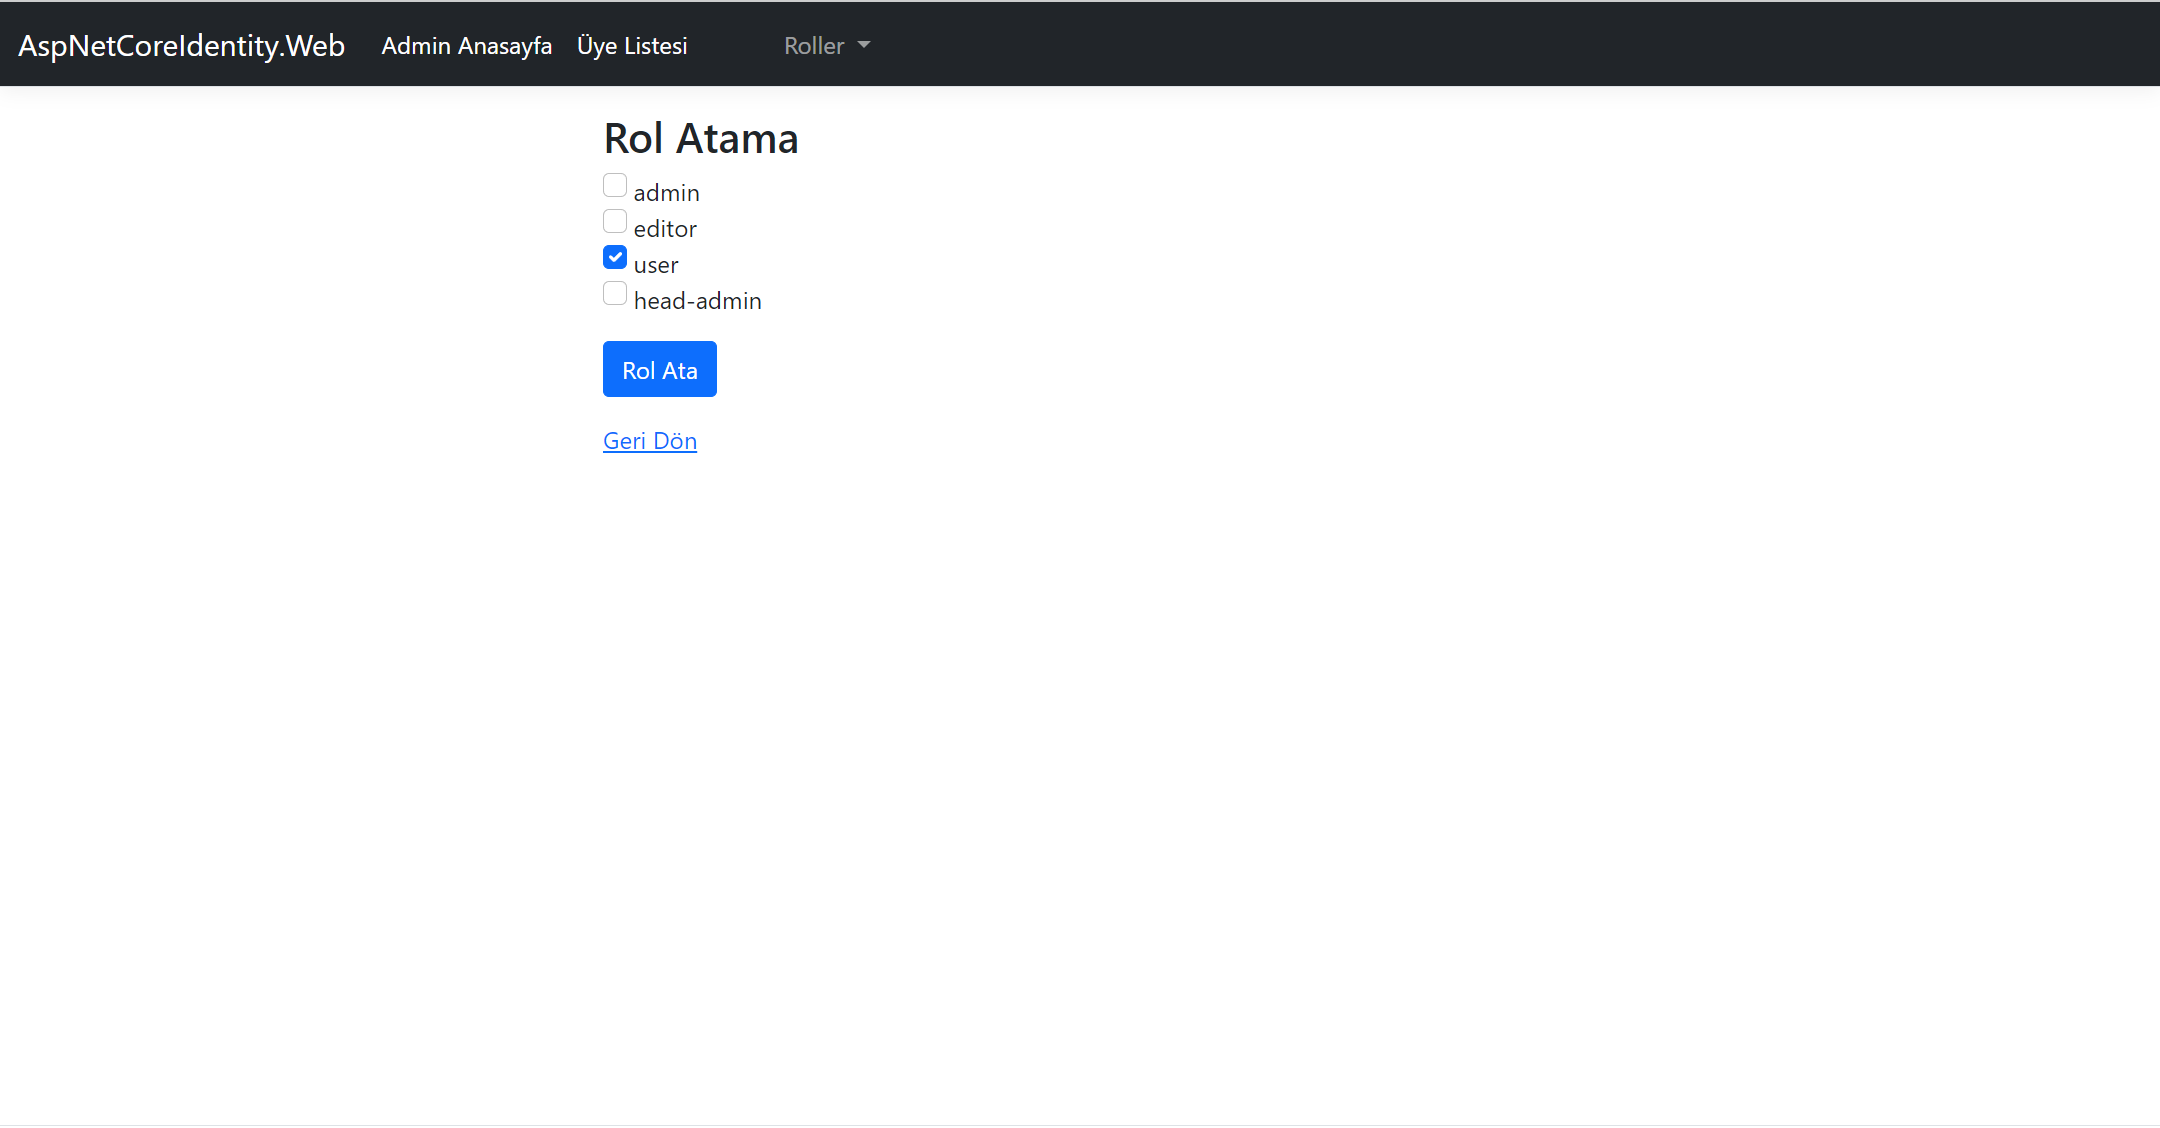 AspNetCoreIdentity.Web Admin Anasayfa Üye Listesi Roller
Rol Atama
admin
editor
user
head-admin
Rol Ata
Geri Dön